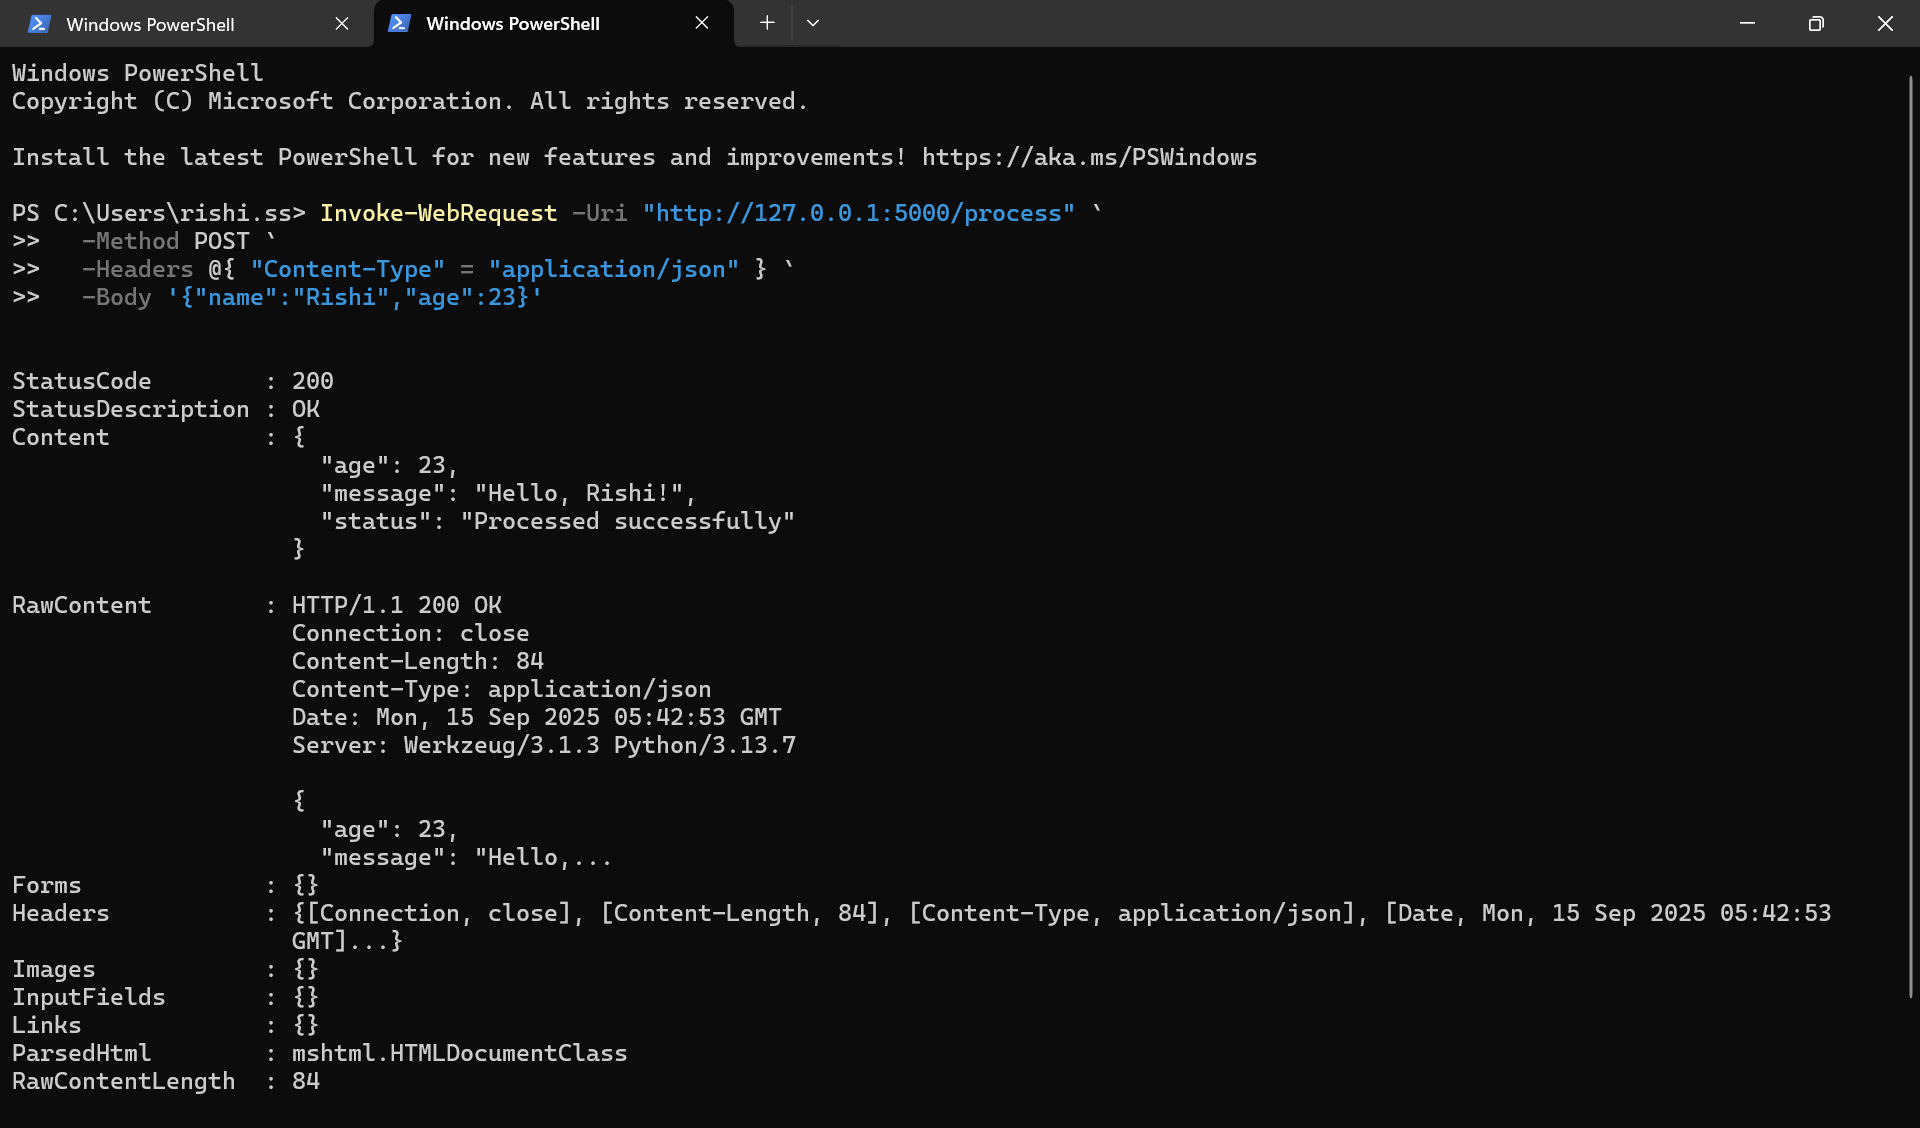 Windows PowerShell
Windows PowerShell
Windows PowerShell
Copyright (C) Microsoft Corporation. All rights reserved.

Install the latest PowerShell for new features and improvements! https://aka.ms/PSWindows

PS C:\Users\rishi.ss> Invoke-WebRequest -Uri "http://127.0.0.1:5000/process" `
>>   -Method POST `
>>   -Headers @{ "Content-Type" = "application/json" } `
>>   -Body '{"name":"Rishi","age":23}'

StatusCode        : 200
StatusDescription : OK
Content           : {
                      "age": 23,
                      "message": "Hello, Rishi!",
                      "status": "Processed successfully"
                    }

RawContent        : HTTP/1.1 200 OK
                    Connection: close
                    Content-Length: 84
                    Content-Type: application/json
                    Date: Mon, 15 Sep 2025 05:42:53 GMT
                    Server: Werkzeug/3.1.3 Python/3.13.7

                    {
                      "age": 23,
                      "message": "Hello,...
Forms             : {}
Headers           : {[Connection, close], [Content-Length, 84], [Content-Type, application/json], [Date, Mon, 15 Sep 2025 05:42:53
                    GMT]...}
Images            : {}
InputFields       : {}
Links             : {}
ParsedHtml        : mshtml.HTMLDocumentClass
RawContentLength  : 84